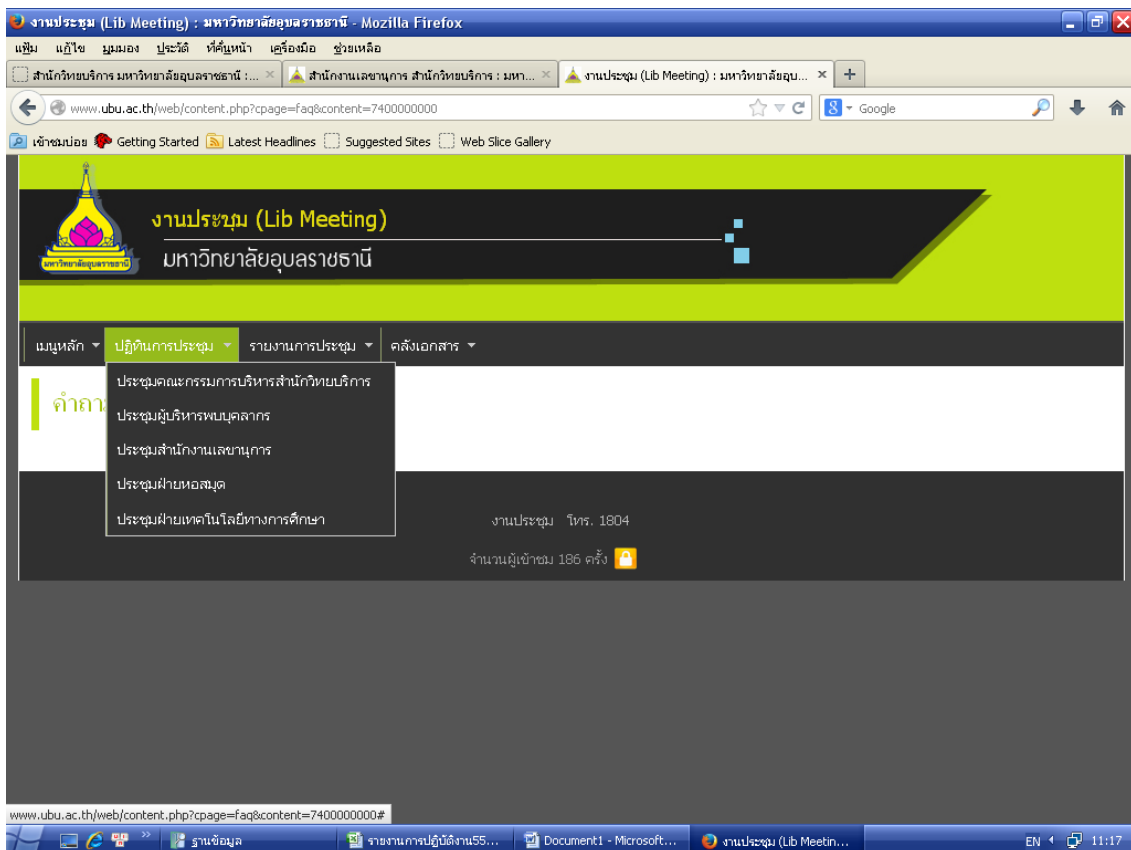 งานประชุม (Lib Meeting) : มหาวิทยาลัยอุบลราชธานี - Mozilla Firefox
แฟ้ม แก้ไข มุมมอง ประวัติ ที่คั่นหน้า เครื่องมือ ช่วยเหลือ
สำนักวิทยบริการ มหาวิทยาลัยอุบลราชธานี :... สำนักงานเลขานุการ สำนักวิทยบริการ : มหา... งานประชุม (Lib Meeting) : มหาวิทยาลัยอุบ...
www.ubu.ac.th/web/content.php?cpage=faq&content=7400000000 Google
เข้าชมบ่อย Getting Started Latest Headlines Suggested Sites Web Slice Gallery
งานประชุม (Lib Meeting)
มหาวิทยาลัยอุบลราชธานี
มหาวิทยาลัยอุบลราชธานี
เมนูหลัก ปฏิทินการประชุม รายงานการประชุม คลังเอกสาร
ประชุมคณะกรรมการบริหารสำนักวิทยบริการ
คำถา
ประชุมผู้บริหารพบบุคลากร
ประชุมสำนักงานเลขานุการ
ประชุมฝ่ายหอสมุด
ประชุมฝ่ายเทคโนโลยีทางการศึกษา
งานประชุม โทร. 1804
จำนวนผู้เข้าชม 186 ครั้ง
www.ubu.ac.th/web/content.php?cpage=faq&content=7400000000#
ฐานข้อมูล รายงานการปฏิบัติงาน55... Document1 - Microsoft... งานประชุม (Lib Meetin... EN 11:17